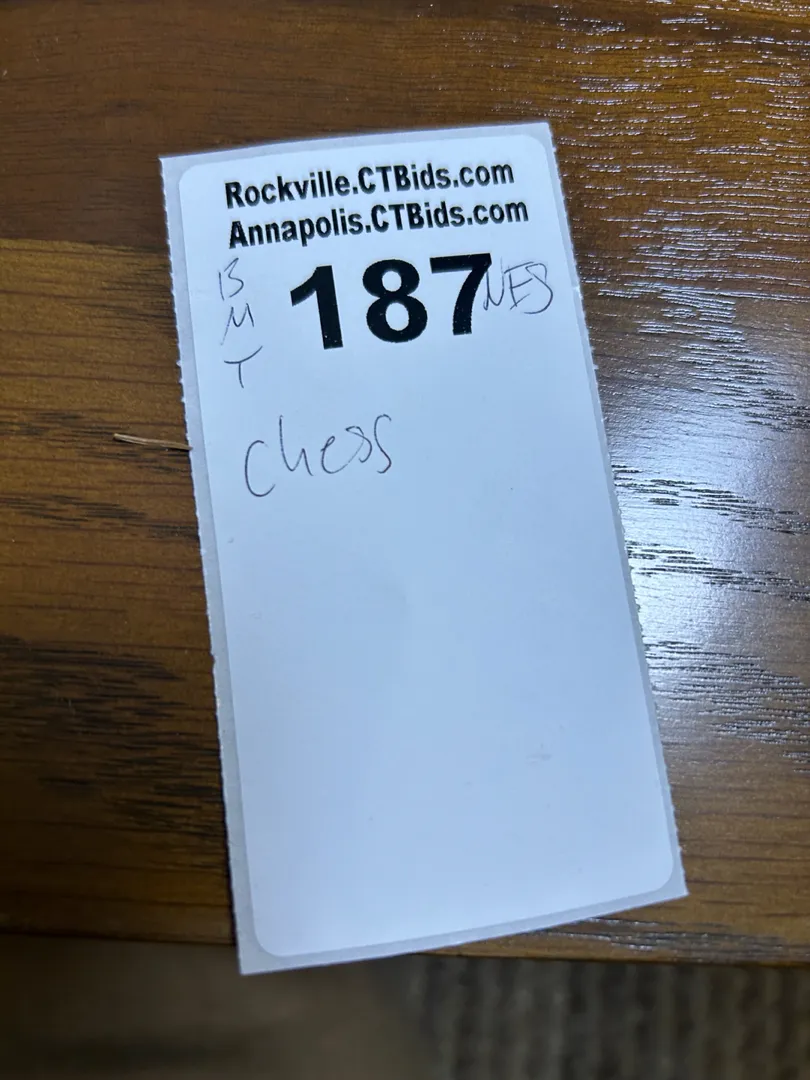 Rockville.CTBids.com
Annapolis.CTBids.com
B
M
T
187
NES
Chess